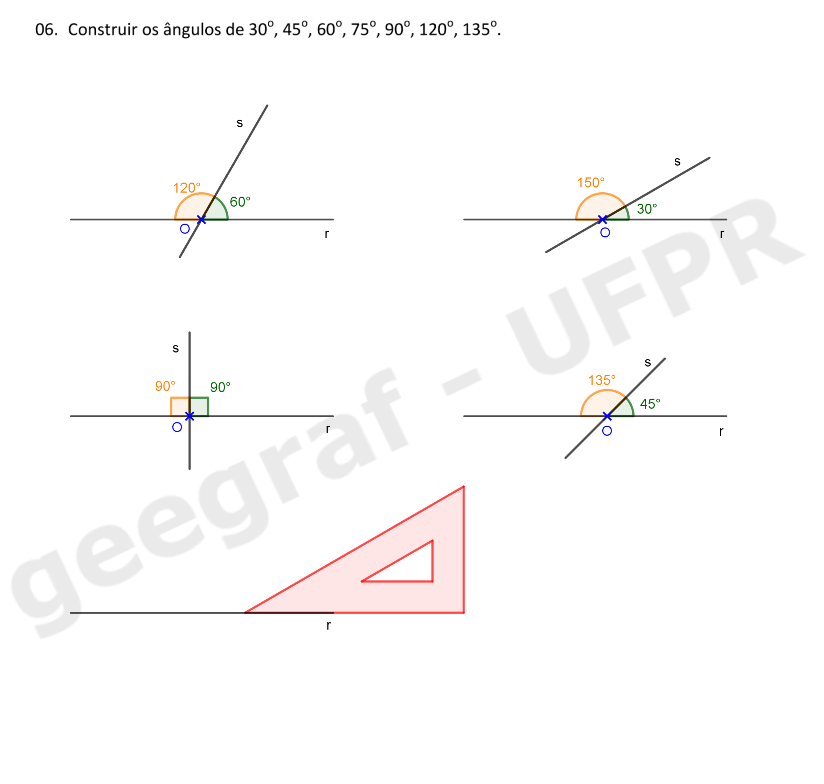 06. Construir os ângulos de 30º, 45º, 60º, 75º, 90º, 120º, 135º.
s
120°
60°
O
r
s
150°
30°
O
r
s
90°
90°
O
r
s
135°
45°
O
r
r
geegraf - UFPR